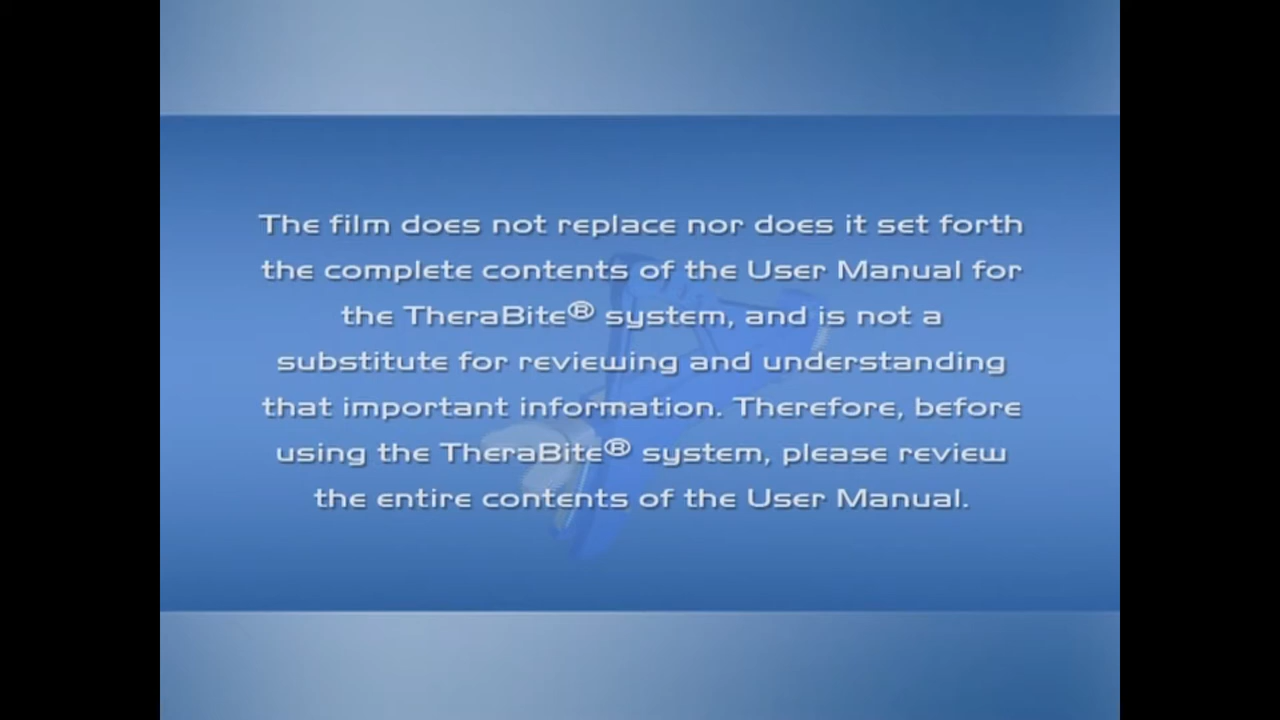 The film does not replace nor does it set forth
the complete contents of the User Manual for
the TheraBite® system, and is not a
substitute for reviewing and understanding
that important information. Therefore, before
using the TheraBite® system, please review
the entire contents of the User Manual.